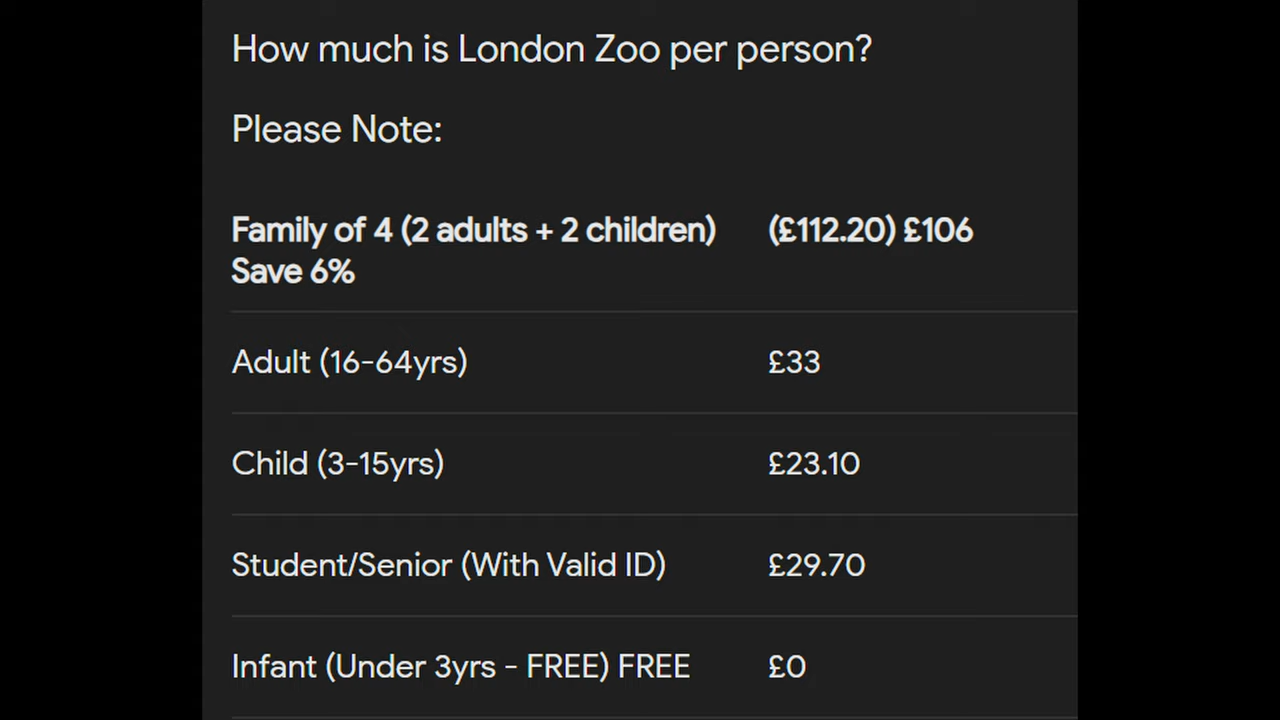 How much is London Zoo per person?
Please Note:
Family of 4 (2 adults + 2 children) (£112.20) £106
Save 6%
Adult (16-64yrs) £33
Child (3-15yrs) £23.10
Student/Senior (With Valid ID) £29.70
Infant (Under 3yrs - FREE) FREE £0